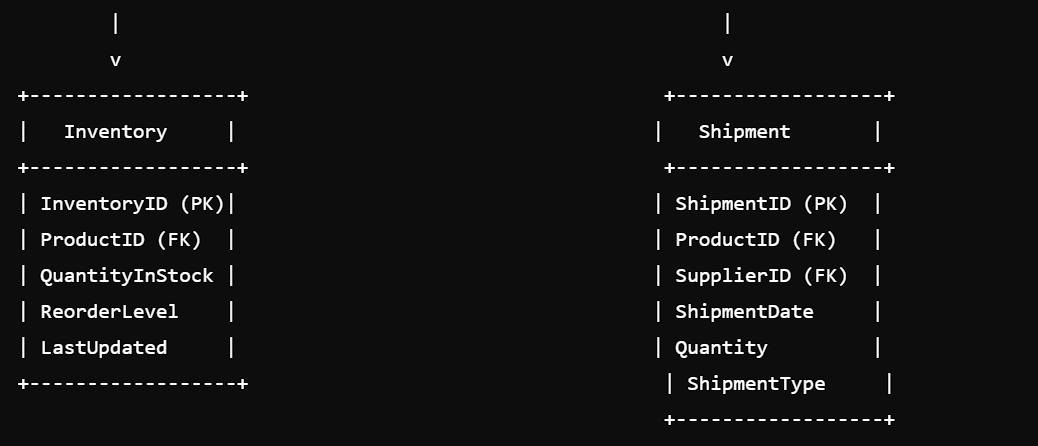 |                                                    |
        v                                                    v
+------------------+                                    +------------------+
|   Inventory     |                                    |   Shipment       |
+------------------+                                    +------------------+
| InventoryID (PK)|                                    | ShipmentID (PK)  |
| ProductID (FK)  |                                    | ProductID (FK)   |
| QuantityInStock |                                    | SupplierID (FK)  |
| ReorderLevel    |                                    | ShipmentDate     |
| LastUpdated     |                                    | Quantity         |
+------------------+                                    | ShipmentType     |
                                                        +------------------+